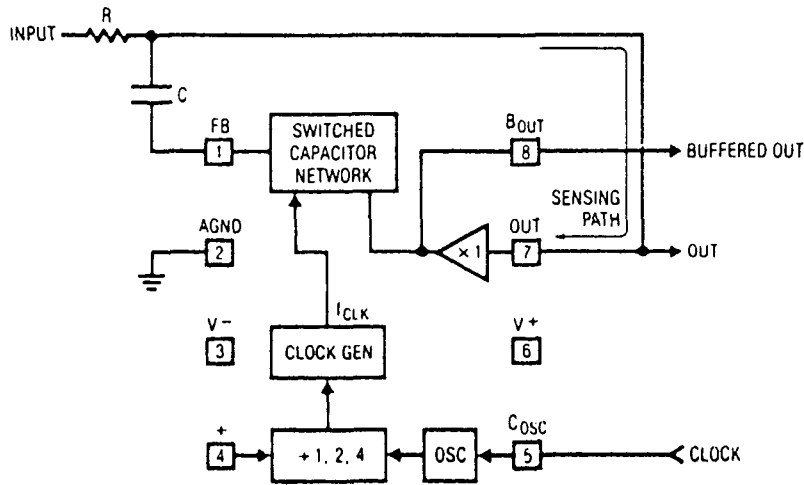 R
INPUT
C
FB
1
SWITCHED
CAPACITOR
NETWORK
BOUT
8
BUFFERED OUT
SENSING
PATH
AGND
2
×1
OUT
7
OUT
fCLK
V-
3
CLOCK GEN
V+
6
+
4
+ 1, 2, 4
OSC
COSC
5
CLOCK